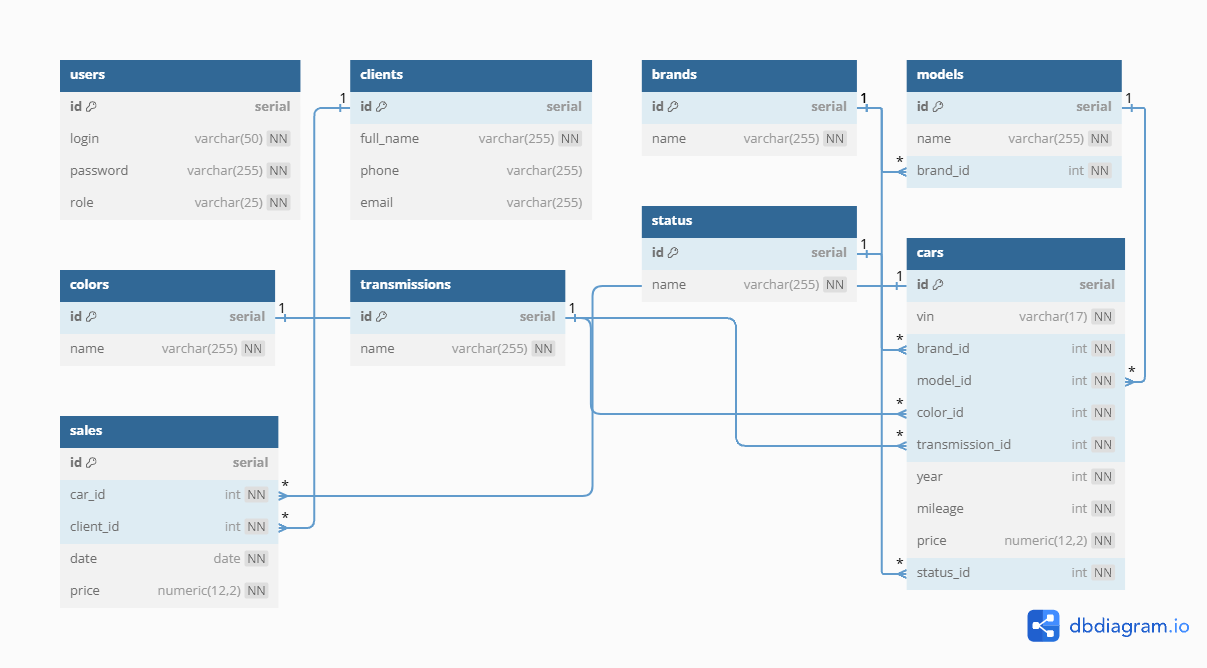 users
id serial
login varchar(50) NN
password varchar(255) NN
role varchar(25) NN
clients
1
id serial
full_name varchar(255) NN
phone varchar(255)
email varchar(255)
brands
id serial
1
name varchar(255) NN
models
id serial
1
name varchar(255) NN
*
brand_id int NN
status
id serial
1
name varchar(255) NN
colors
id serial
1
name varchar(255) NN
transmissions
id serial
1
name varchar(255) NN
cars
1
id serial
vin varchar(17) NN
*
brand_id int NN
model_id int NN
*
*
color_id int NN
*
transmission_id int NN
year int NN
mileage int NN
price numeric(12,2) NN
*
status_id int NN
sales
id serial
car_id int NN
*
client_id int NN
*
date date NN
price numeric(12,2) NN
dbdiagram.io